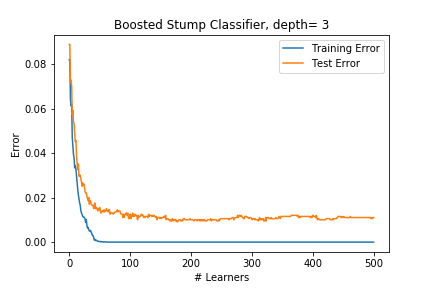 Boosted Stump Classifier, depth= 3
Training Error
Test Error
0.08
0.06
0.04
0.02
0.00
Error
0 100 200 300 400 500
# Learners